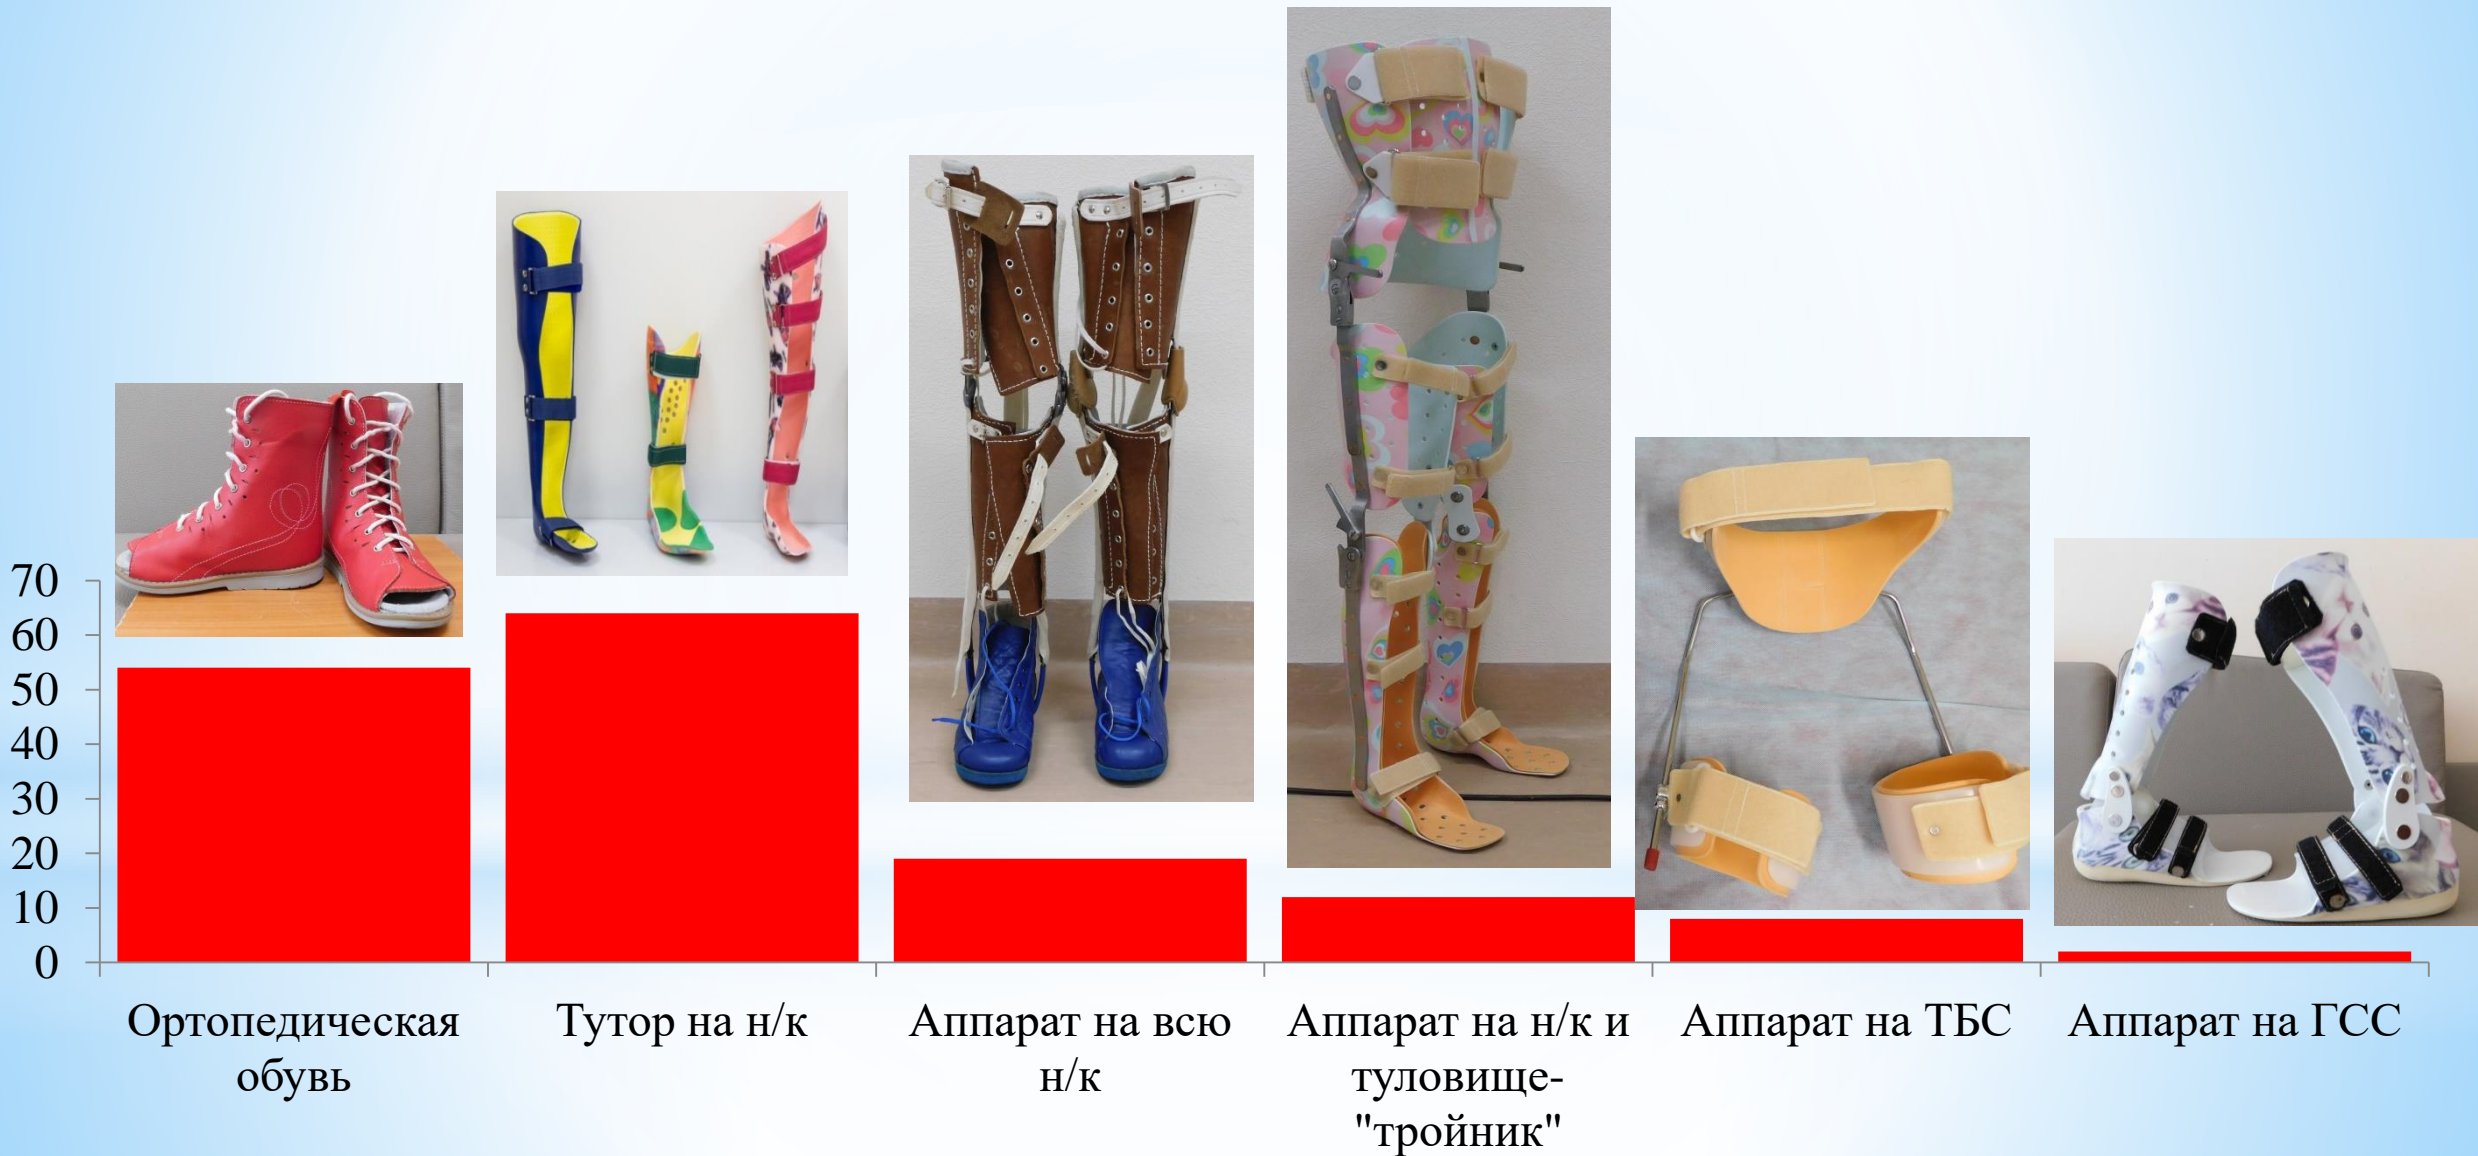 70
60
50
40
30
20
10
0
Ортопедическая
обувь
Тутор на н/к
Аппарат на всю
н/к
Аппарат на н/к и
туловище-
"тройник"
Аппарат на ТБС
Аппарат на ГСС